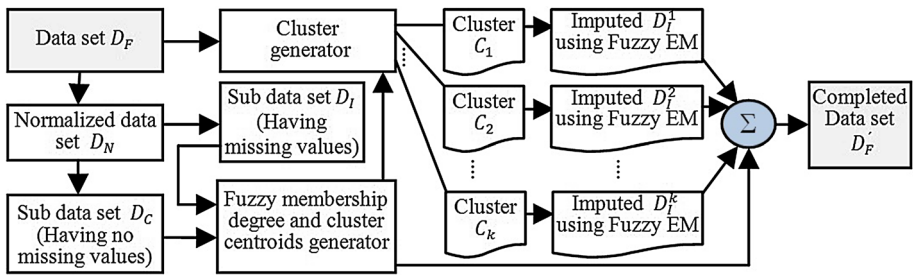 Data set D_F
Normalized data
set D_N
Sub data set D_C
(Having no
missing values)
Cluster
generator
Sub data set D_I
(Having
missing values)
Fuzzy membership
degree and cluster
centroids generator
Cluster
C_1
Cluster
C_2
Cluster
C_k
Imputed D_I^1
using Fuzzy EM
Imputed D_I^2
using Fuzzy EM
Imputed D_I^k
using Fuzzy EM
Σ
Completed
Data set
D_F^′